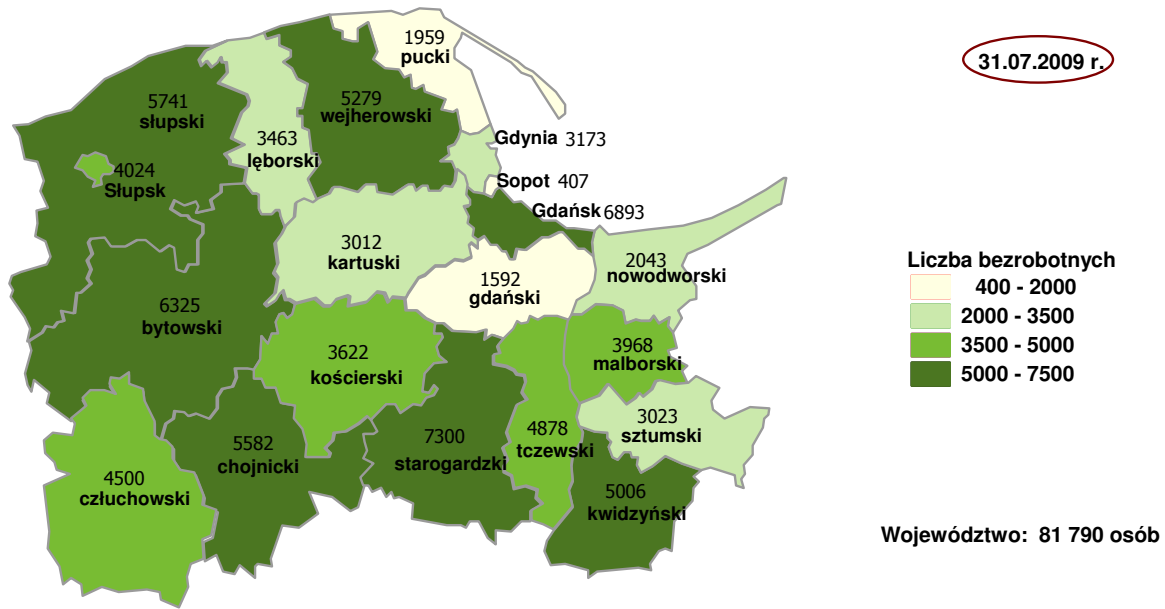 1959
pucki
31.07.2009 r.
5741
słupski
5279
wejherowski
3463
lęborski
Gdynia 3173
4024
Słupsk
Sopot 407
Gdańsk 6893
3012
kartuski
2043
nowodworski
1592
gdański
6325
bytowski
3622
kościerski
3968
malborski
3023
sztumski
5582
chojnicki
7300
starogardzki
4878
tczewski
4500
człuchowski
5006
kwidzyński
Liczba bezrobotnych
400 - 2000
2000 - 3500
3500 - 5000
5000 - 7500
Województwo: 81 790 osób